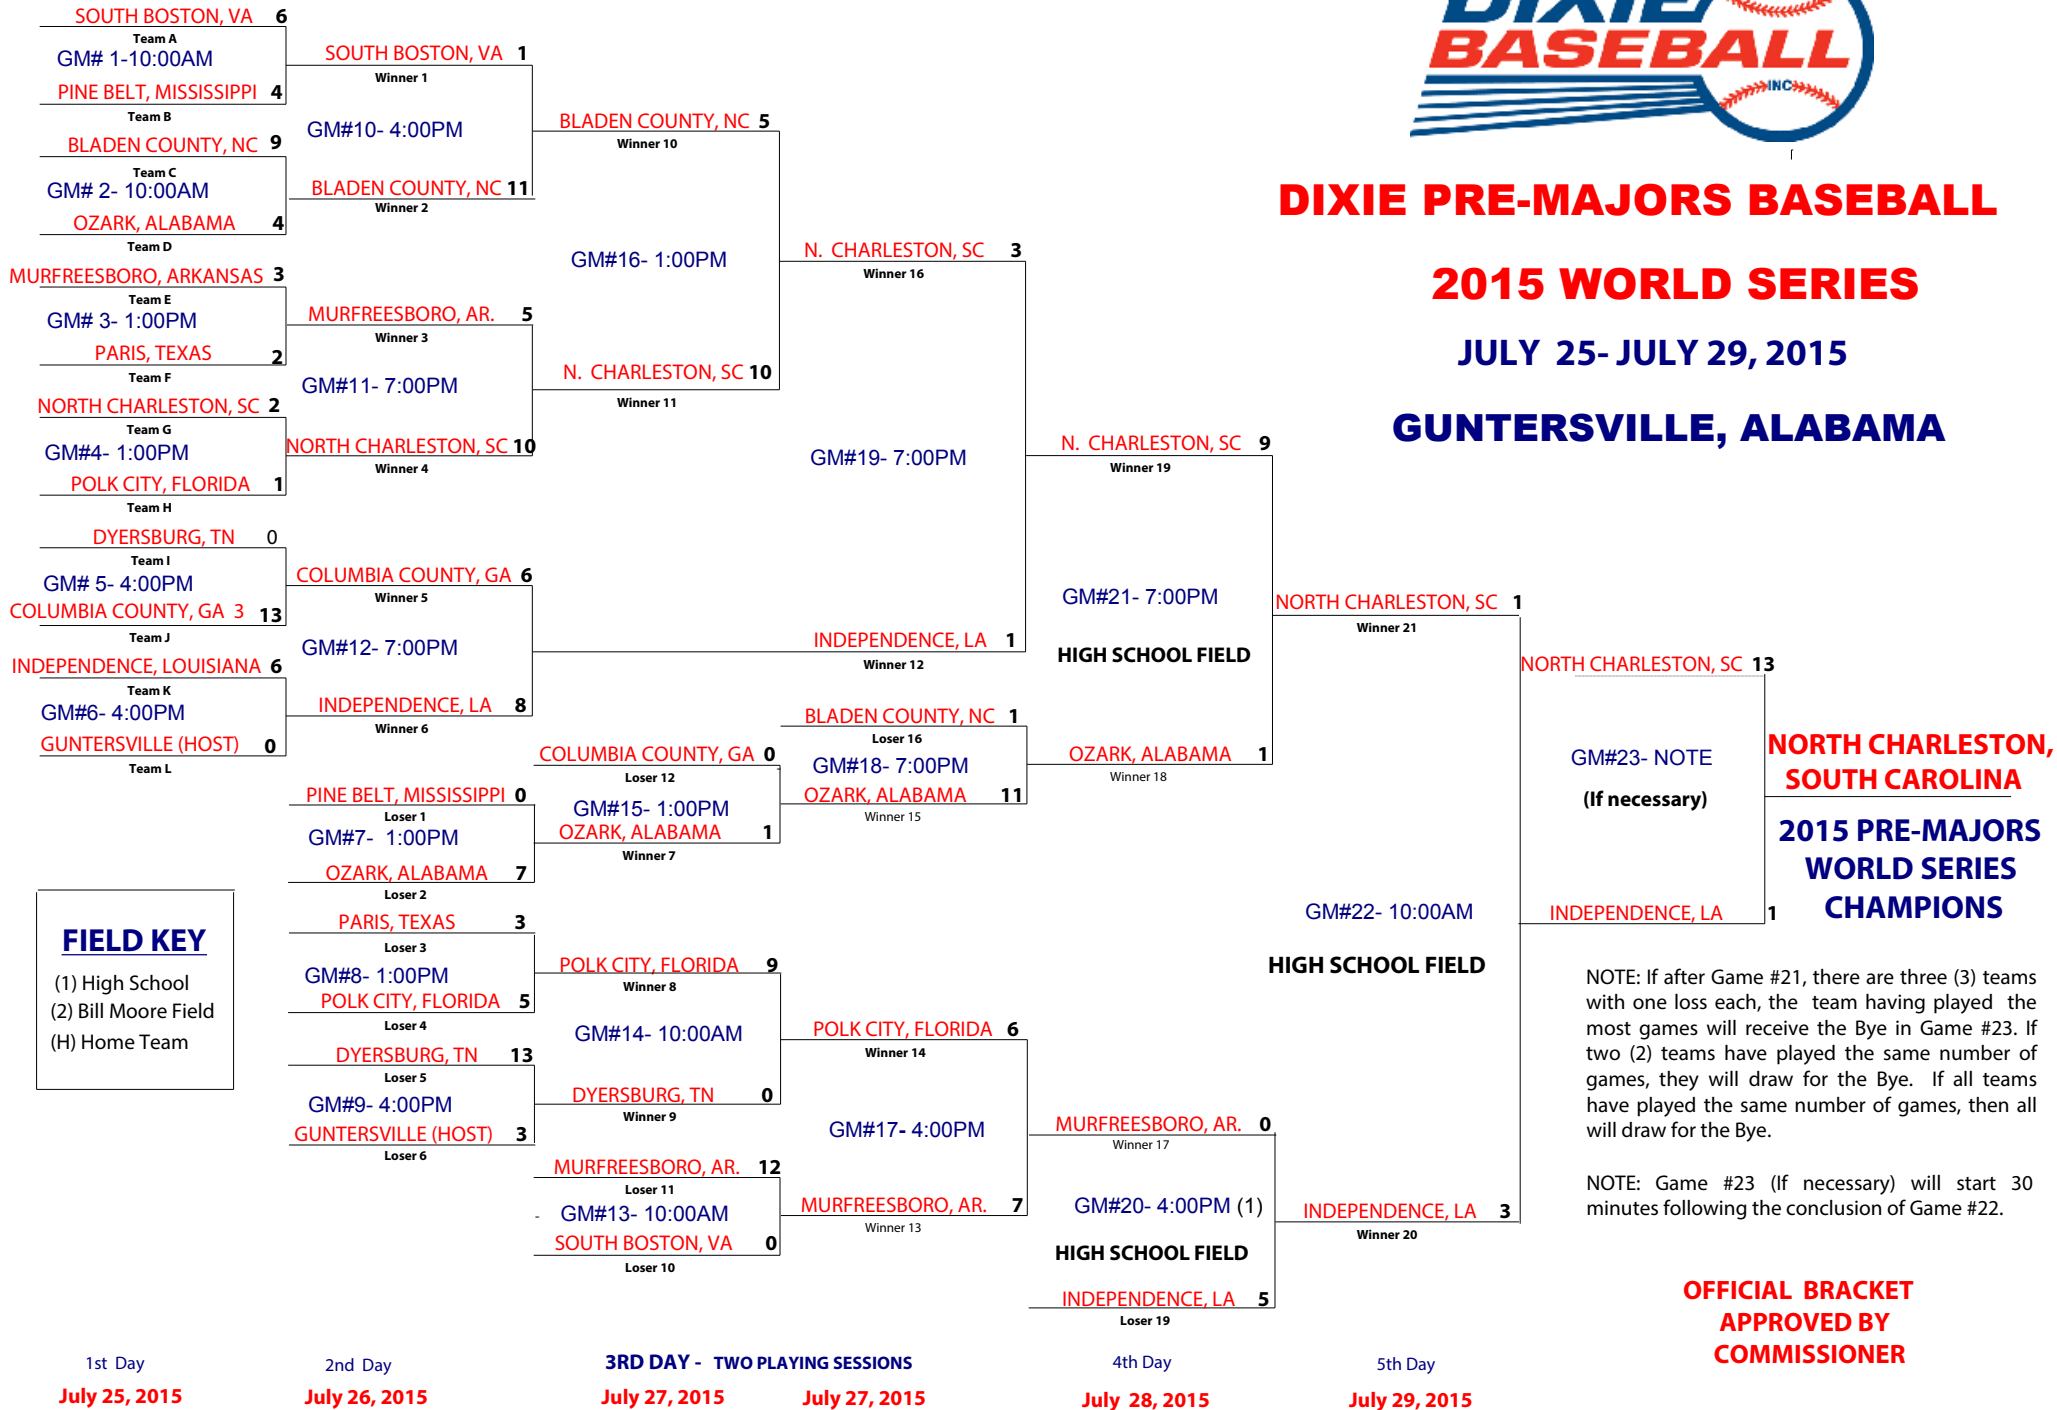 DIXIE
BASEBALL
INC
DIXIE PRE-MAJORS BASEBALL
2015 WORLD SERIES
JULY 25- JULY 29, 2015
GUNTERSVILLE, ALABAMA
SOUTH BOSTON, VA 6
Team A
GM# 1-10:00AM
PINE BELT, MISSISSIPPI 4
Team B
BLADEN COUNTY, NC 9
Team C
GM# 2- 10:00AM
OZARK, ALABAMA 4
Team D
MURFREESBORO, ARKANSAS 3
Team E
GM# 3- 1:00PM
PARIS, TEXAS 2
Team F
NORTH CHARLESTON, SC 2
Team G
GM#4- 1:00PM
POLK CITY, FLORIDA 1
Team H
DYERSBURG, TN 0
Team I
GM# 5- 4:00PM
COLUMBIA COUNTY, GA 3 13
Team J
INDEPENDENCE, LOUISIANA 6
Team K
GM#6- 4:00PM
GUNTERSVILLE (HOST) 0
Team L
SOUTH BOSTON, VA 1
Winner 1
GM#10- 4:00PM
BLADEN COUNTY, NC 11
Winner 2
MURFREESBORO, AR. 5
Winner 3
GM#11- 7:00PM
NORTH CHARLESTON, SC 10
Winner 4
COLUMBIA COUNTY, GA 6
Winner 5
GM#12- 7:00PM
INDEPENDENCE, LA 8
Winner 6
PINE BELT, MISSISSIPPI 0
Loser 1
GM#7- 1:00PM
OZARK, ALABAMA 7
Loser 2
PARIS, TEXAS 3
Loser 3
GM#8- 1:00PM
POLK CITY, FLORIDA 5
Loser 4
DYERSBURG, TN 13
Loser 5
GM#9- 4:00PM
GUNTERSVILLE (HOST) 3
Loser 6
BLADEN COUNTY, NC 5
Winner 10
GM#16- 1:00PM
N. CHARLESTON, SC 10
Winner 11
COLUMBIA COUNTY, GA 0
Loser 12
GM#15- 1:00PM
OZARK, ALABAMA 1
Winner 7
POLK CITY, FLORIDA 9
Winner 8
GM#14- 10:00AM
DYERSBURG, TN 0
Winner 9
MURFREESBORO, AR. 12
Loser 11
- GM#13- 10:00AM
SOUTH BOSTON, VA 0
Loser 10
N. CHARLESTON, SC 3
Winner 16
GM#19- 7:00PM
INDEPENDENCE, LA 1
Winner 12
BLADEN COUNTY, NC 1
Loser 16
GM#18- 7:00PM
OZARK, ALABAMA 11
Winner 15
POLK CITY, FLORIDA 6
Winner 14
GM#17- 4:00PM
MURFREESBORO, AR. 7
Winner 13
N. CHARLESTON, SC 9
Winner 19
GM#21- 7:00PM
HIGH SCHOOL FIELD
OZARK, ALABAMA 1
Winner 18
MURFREESBORO, AR. 0
Winner 17
GM#20- 4:00PM (1)
HIGH SCHOOL FIELD
INDEPENDENCE, LA 5
Loser 19
NORTH CHARLESTON, SC 1
Winner 21
GM#22- 10:00AM
HIGH SCHOOL FIELD
INDEPENDENCE, LA 3
Winner 20
NORTH CHARLESTON, SC 13
GM#23- NOTE
(If necessary)
INDEPENDENCE, LA 1
NORTH CHARLESTON,
SOUTH CAROLINA
2015 PRE-MAJORS
WORLD SERIES
CHAMPIONS
FIELD KEY
(1) High School
(2) Bill Moore Field
(H) Home Team
NOTE: If after Game #21, there are three (3) teams
with one loss each, the team having played the
most games will receive the Bye in Game #23. If
two (2) teams have played the same number of
games, they will draw for the Bye. If all teams
have played the same number of games, then all
will draw for the Bye.
NOTE: Game #23 (If necessary) will start 30
minutes following the conclusion of Game #22.
OFFICIAL BRACKET
APPROVED BY
COMMISSIONER
1st Day
July 25, 2015
2nd Day
July 26, 2015
3RD DAY - TWO PLAYING SESSIONS
July 27, 2015
July 27, 2015
4th Day
July 28, 2015
5th Day
July 29, 2015